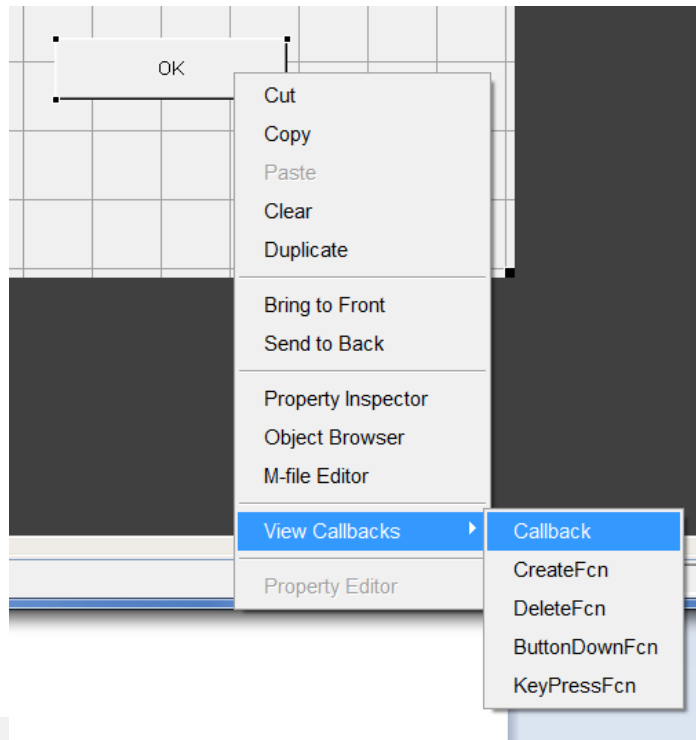 OK
Cut
Copy
Paste
Clear
Duplicate
Bring to Front
Send to Back
Property Inspector
Object Browser
M-file Editor
View Callbacks
Property Editor
Callback
CreateFcn
DeleteFcn
ButtonDownFcn
KeyPressFcn